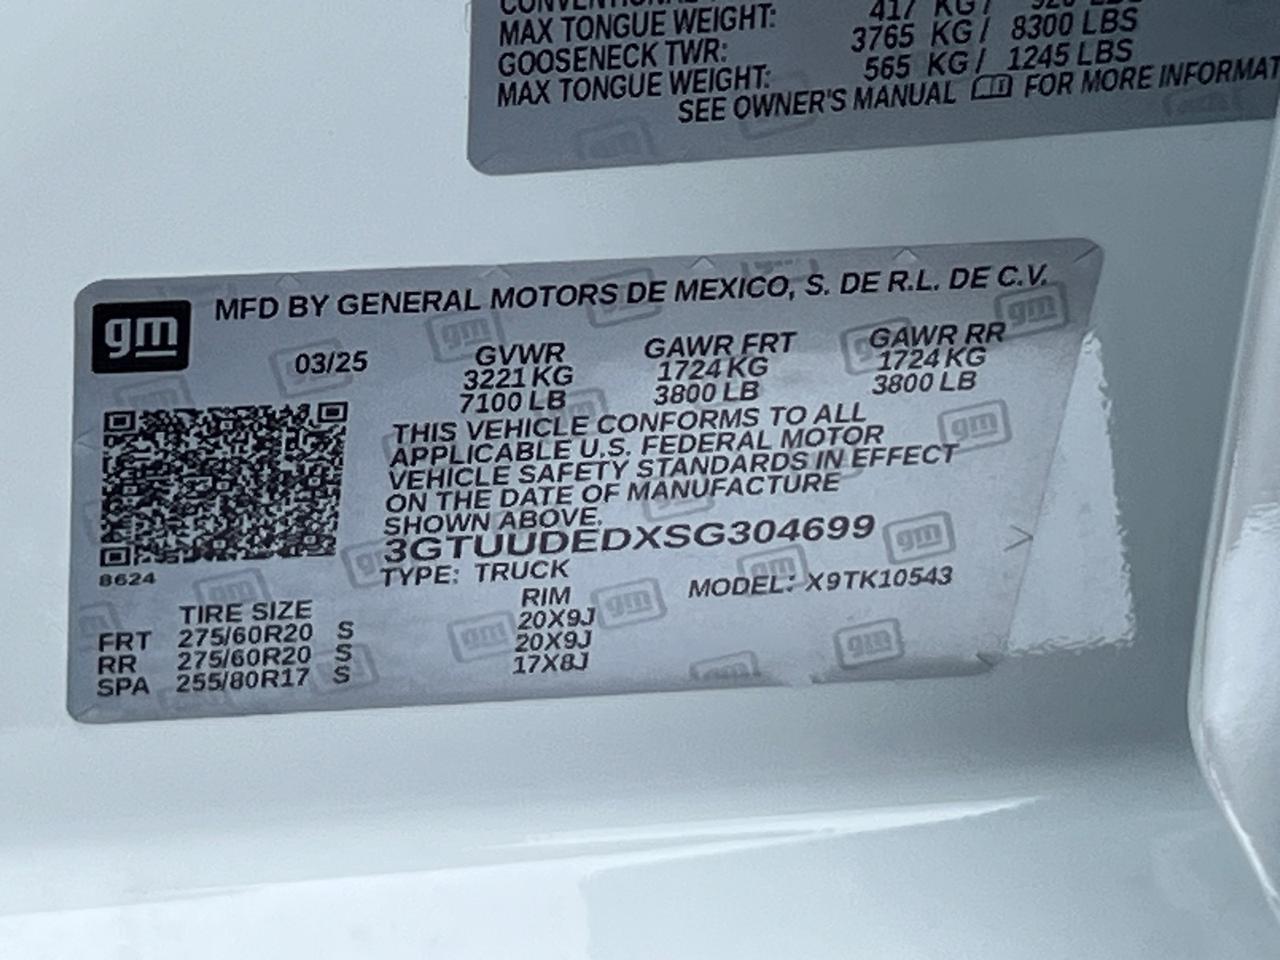 MAX TONGUE WEIGHT: 417 KG /
GOOSENECK TWR: 3765 KG / 8300 LBS
MAX TONGUE WEIGHT: 565 KG / 1245 LBS
SEE OWNER'S MANUAL FOR MORE
gm MFD BY GENERAL MOTORS DE MEXICO, S. DE R.L. DE C.V.
03/25 GVWR GAWR FRT GAWR RR
3221 KG 1724 KG 1724 KG
7100 LB 3800 LB 3800 LB
THIS VEHICLE CONFORMS TO ALL
APPLICABLE U.S. FEDERAL MOTOR
VEHICLE SAFETY STANDARDS IN EFFECT
ON THE DATE OF MANUFACTURE
SHOWN ABOVE.
3GTUUDEDXSG304699
8624 TYPE: TRUCK MODEL: X9TK10543
TIRE SIZE RIM
FRT 275/60R20 S 20X9J
RR 275/60R20 S 20X9J
SPA 255/80R17 S 17X8J